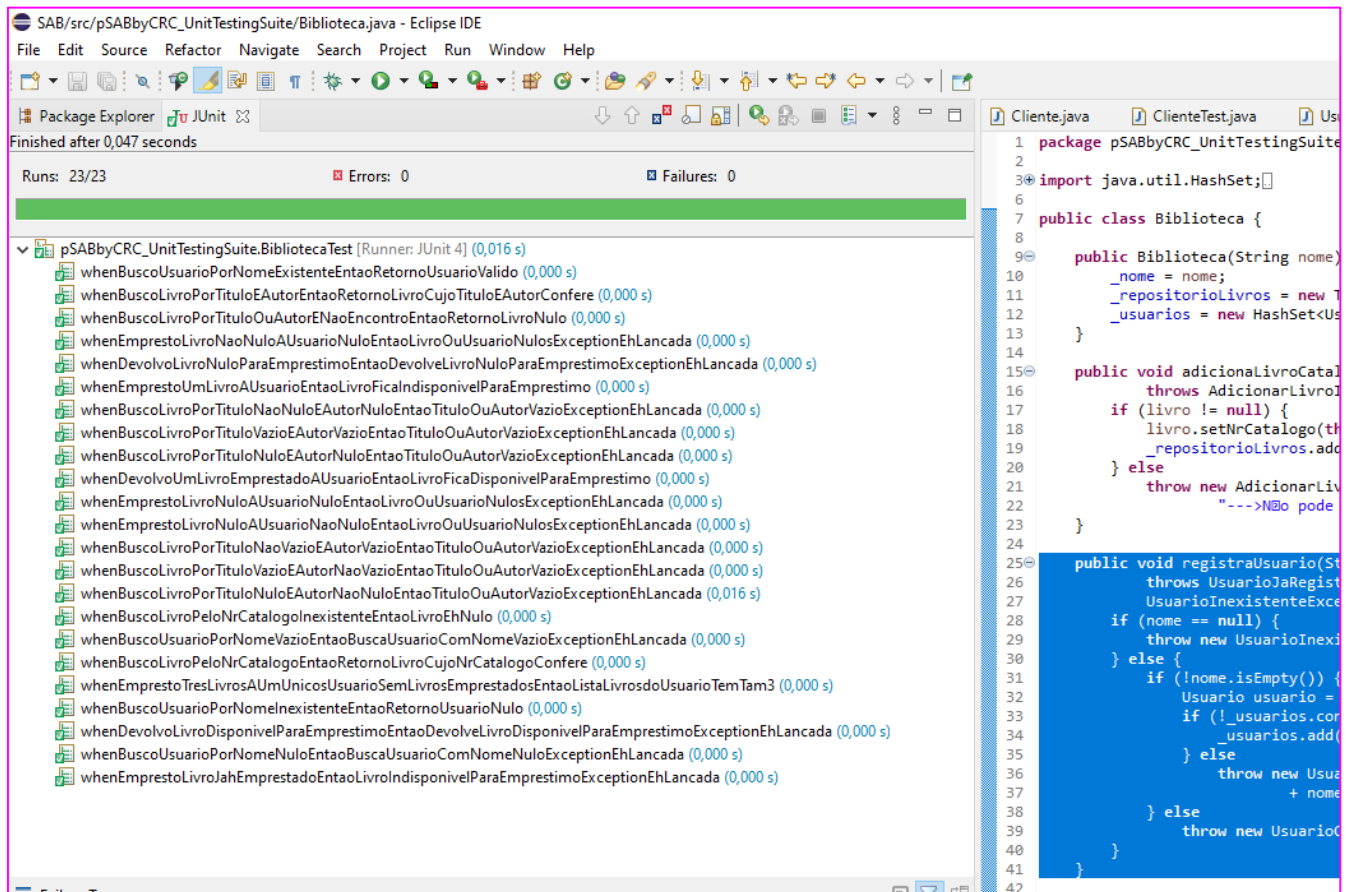 SAB/src/pSABbyCRC_UnitTestingSuite/Biblioteca.java - Eclipse IDE
File Edit Source Refactor Navigate Search Project Run Window Help
Package Explorer JUnit
Finished after 0,047 seconds
Runs: 23/23 Errors: 0 Failures: 0
pSABbyCRC_UnitTestingSuite.BibliotecaTest [Runner: JUnit 4] (0,016 s)
whenBuscoUsuarioPorNomeExistenteEntaoRetornoUsuarioValido (0,000 s)
whenBuscoLivroPorTituloEAutorEntaoRetornoLivroCujoTituloEAutorConfere (0,000 s)
whenBuscoLivroPorTituloOuAutorENaoEncontroEntaoRetornoLivroNulo (0,000 s)
whenEmprestoLivroNaoNuloAUsuarioNuloEntaoLivroOuUsuarioNulosExceptionEhLancada (0,000 s)
whenDevolvoLivroNuloParaEmprestimoEntaoDevolveLivroNuloParaEmprestimoExceptionEhLancada (0,000 s)
whenEmprestoUmLivroAUsuarioEntaoLivroFicaIndisponivelParaEmprestimo (0,000 s)
whenBuscoLivroPorTituloNaoNuloEAutorNuloEntaoTituloOuAutorVazioExceptionEhLancada (0,000 s)
whenBuscoLivroPorTituloVazioEAutorVazioEntaoTituloOuAutorVazioExceptionEhLancada (0,000 s)
whenBuscoLivroPorTituloNuloEAutorNuloEntaoTituloOuAutorVazioExceptionEhLancada (0,000 s)
whenDevolvoUmLivroEmprestadoAUsuarioEntaoLivroFicaDisponivelParaEmprestimo (0,000 s)
whenEmprestoLivroNuloAUsuarioNuloEntaoLivroOuUsuarioNulosExceptionEhLancada (0,000 s)
whenEmprestoLivroNuloAUsuarioNaoNuloEntaoLivroOuUsuarioNulosExceptionEhLancada (0,000 s)
whenBuscoLivroPorTituloNaoVazioEAutorVazioEntaoTituloOuAutorVazioExceptionEhLancada (0,000 s)
whenBuscoLivroPorTituloVazioEAutorNaoVazioEntaoTituloOuAutorVazioExceptionEhLancada (0,000 s)
whenBuscoLivroPorTituloNuloEAutorNaoNuloEntaoTituloOuAutorVazioExceptionEhLancada (0,016 s)
whenBuscoLivroPeloNrCatalogoInexistenteEntaoLivroEhNulo (0,000 s)
whenBuscoUsuarioPorNomeVazioEntaoBuscaUsuarioComNomeVazioExceptionEhLancada (0,000 s)
whenBuscoLivroPeloNrCatalogoEntaoRetornoLivroCujoNrCatalogoConfere (0,000 s)
whenEmprestoTresLivrosAUmUnicosUsuarioSemLivrosEmprestadosEntaoListaLivrosdoUsuarioTemTam3 (0,000 s)
whenBuscoUsuarioPorNomeInexistenteEntaoRetornoUsuarioNulo (0,000 s)
whenDevolvoLivroDisponivelParaEmprestimoEntaoDevolveLivroDisponivelParaEmprestimoExceptionEhLancada (0,000 s)
whenBuscoUsuarioPorNomeNuloEntaoBuscaUsuarioComNomeNuloExceptionEhLancada (0,000 s)
whenEmprestoLivroJahEmprestadoEntaoLivroIndisponivelParaEmprestimoExceptionEhLancada (0,000 s)
Cliente.java ClienteTest.java Usu
1 package pSABbyCRC_UnitTestingSuite
2
3 import java.util.HashSet;
6
7 public class Biblioteca {
8
9 public Biblioteca(String nome)
10 _nome = nome;
11 _repositorioLivros = new T
12 _usuarios = new HashSet<Us
13 }
14
15 public void adicionaLivroCatal
16 throws AdicionarLivroI
17 if (livro != null) {
18 livro.setNrCatalogo(th
19 _repositorioLivros.add
20 } else
21 throw new AdicionarLiv
22 "--->N�o pode
23 }
24
25 public void registraUsuario(St
26 throws UsuarioJaRegist
27 UsuarioInexistenteExce
28 if (nome == null) {
29 throw new UsuarioInexi
30 } else {
31 if (!nome.isEmpty()) {
32 Usuario usuario =
33 if (!_usuarios.con
34 _usuarios.add(
35 } else
36 throw new Usua
37 + nome
38 } else
39 throw new UsuarioC
40 }
41 }
42